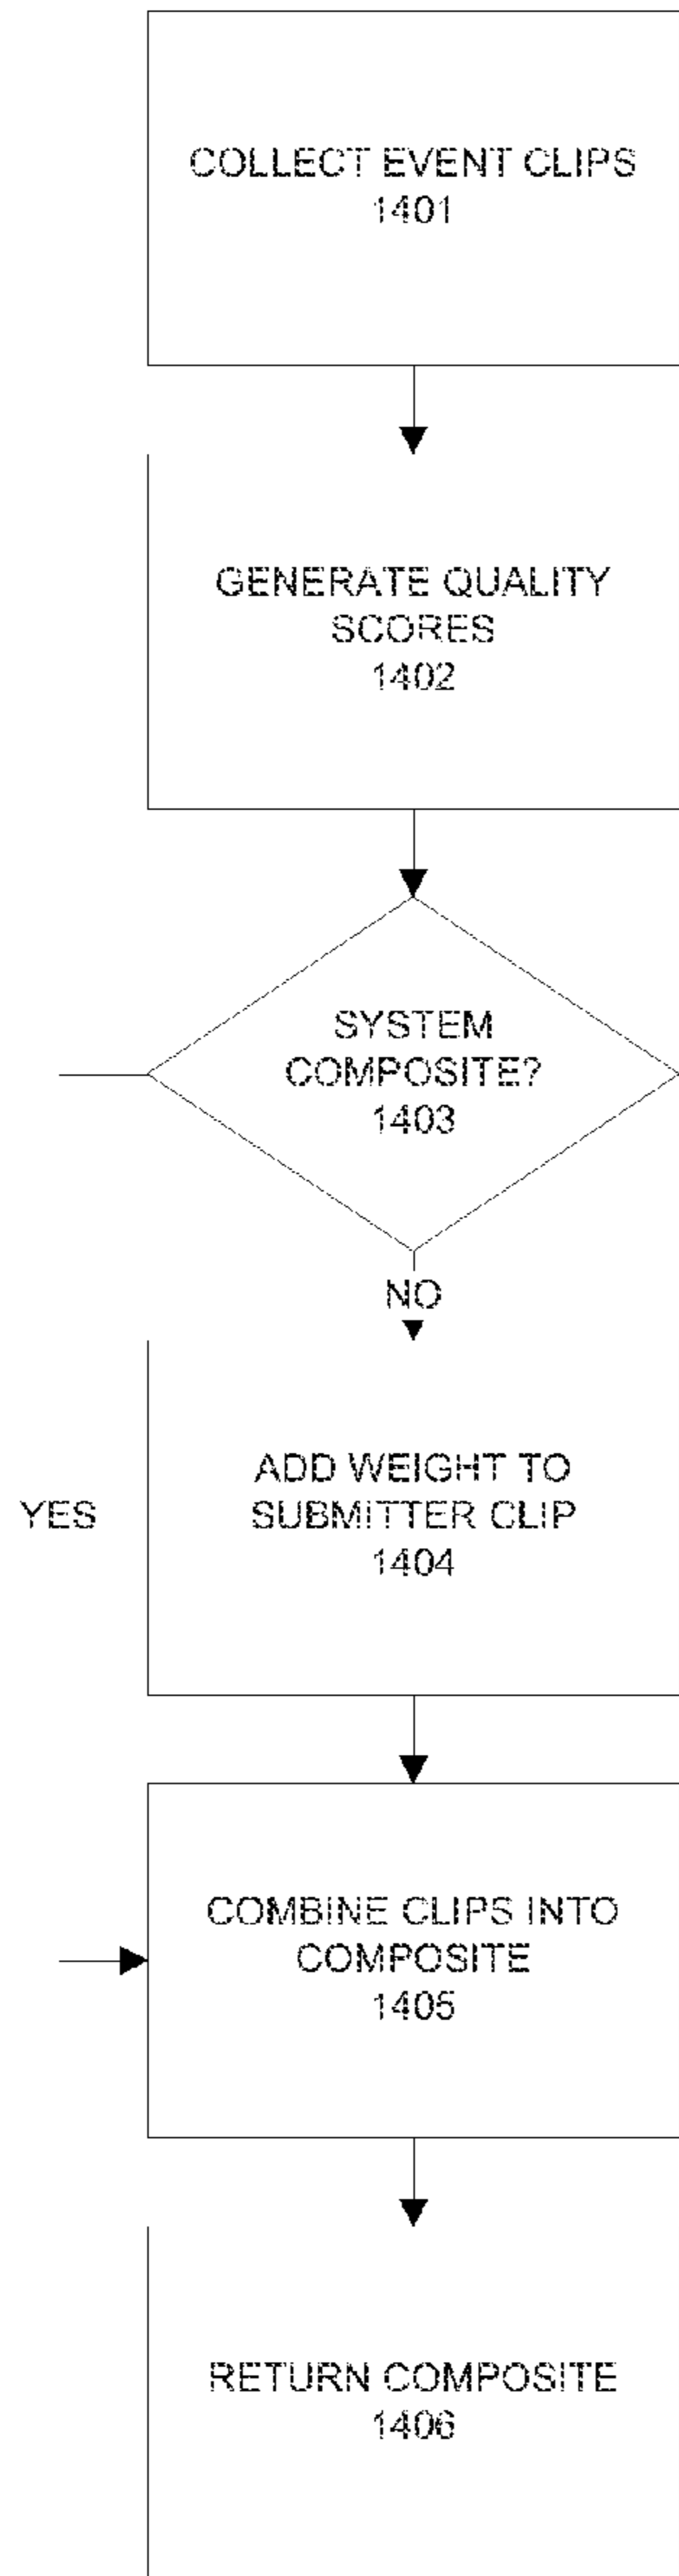 COLLECT EVENT CLIPS
1401
GENERATE QUALITY
SCORES
1402
SYSTEM
COMPOSITE?
1403
NO
YES
ADD WEIGHT TO
SUBMITTER CLIP
1404
COMBINE CLIPS INTO
COMPOSITE
1405
RETURN COMPOSITE
1406